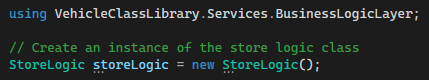 using VehicleClassLibrary.Services.BusinessLogicLayer;
// Create an instance of the store logic class
StoreLogic storeLogic = new StoreLogic();